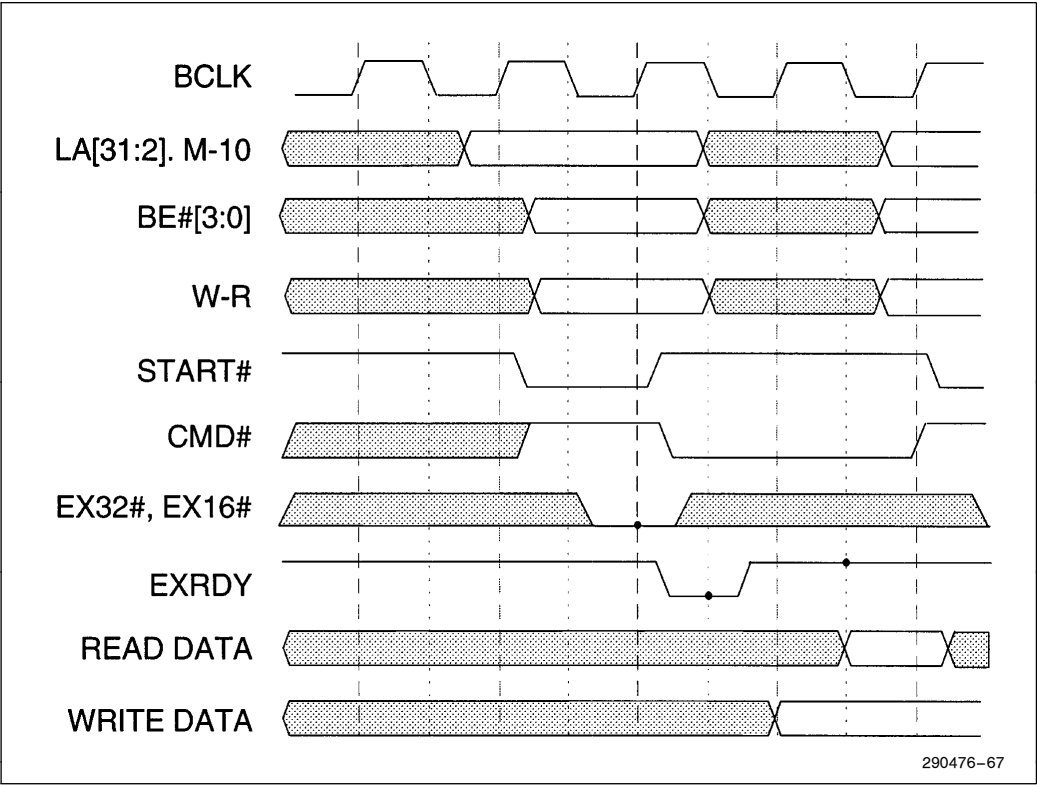 BCLK
LA[31:2]. M-10
BE#[3:0]
W-R
START#
CMD#
EX32#, EX16#
EXRDY
READ DATA
WRITE DATA
290476–67